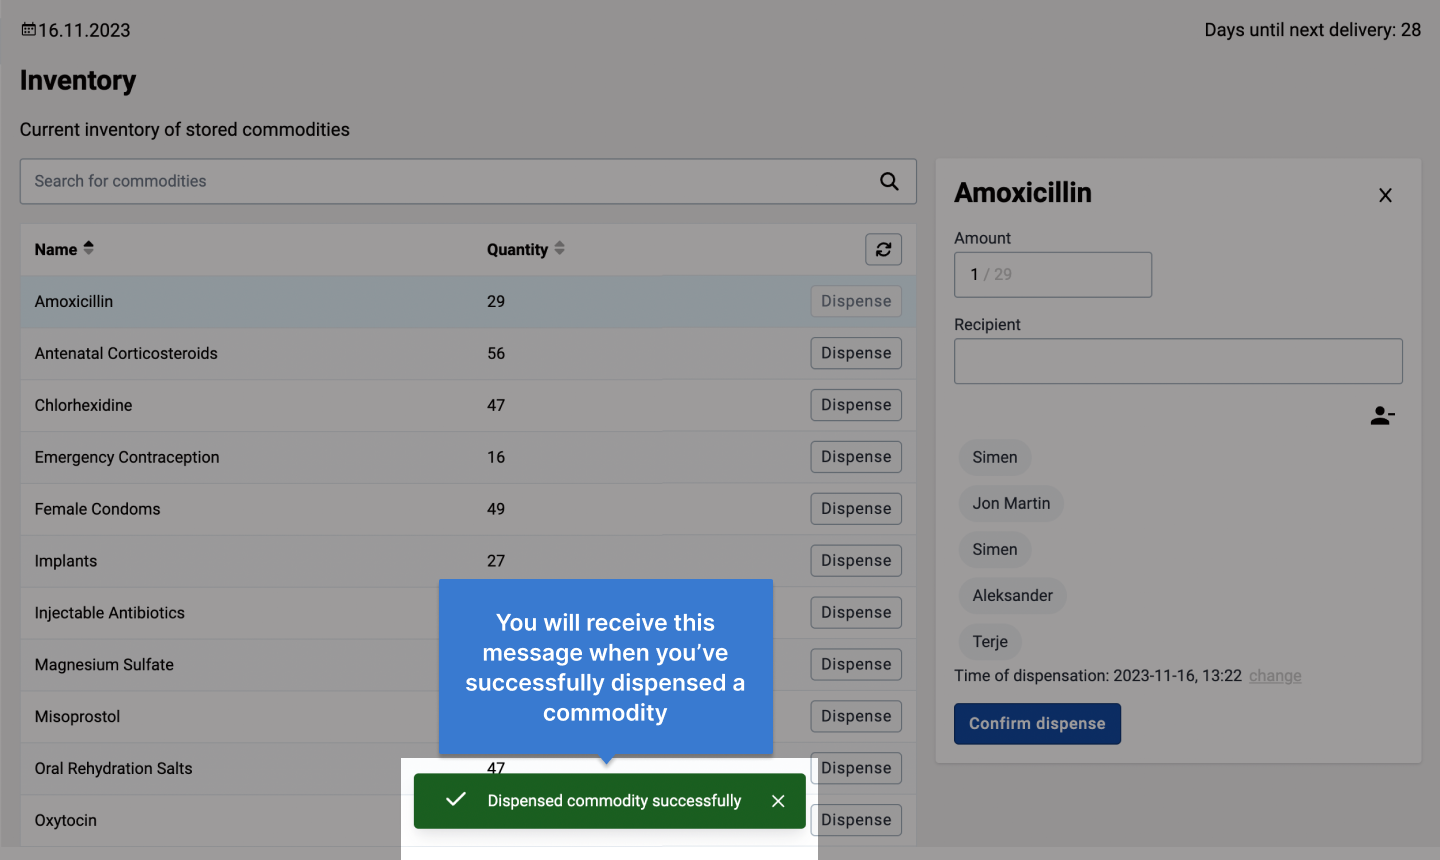 16.11.2023
Days until next delivery: 28
Inventory
Current inventory of stored commodities
Search for commodities
Name Quantity
Amoxicillin 29 Dispense
Antenatal Corticosteroids 56 Dispense
Chlorhexidine 47 Dispense
Emergency Contraception 16 Dispense
Female Condoms 49 Dispense
Implants 27 Dispense
Injectable Antibiotics Dispense
Magnesium Sulfate Dispense
Misoprostol Dispense
Oral Rehydration Salts 47 Dispense
Oxytocin Dispense
You will receive this
message when you’ve
successfully dispensed a
commodity
Dispensed commodity successfully
Amoxicillin
Amount
1 / 29
Recipient
Simen
Jon Martin
Simen
Aleksander
Terje
Time of dispensation: 2023-11-16, 13:22 change
Confirm dispense